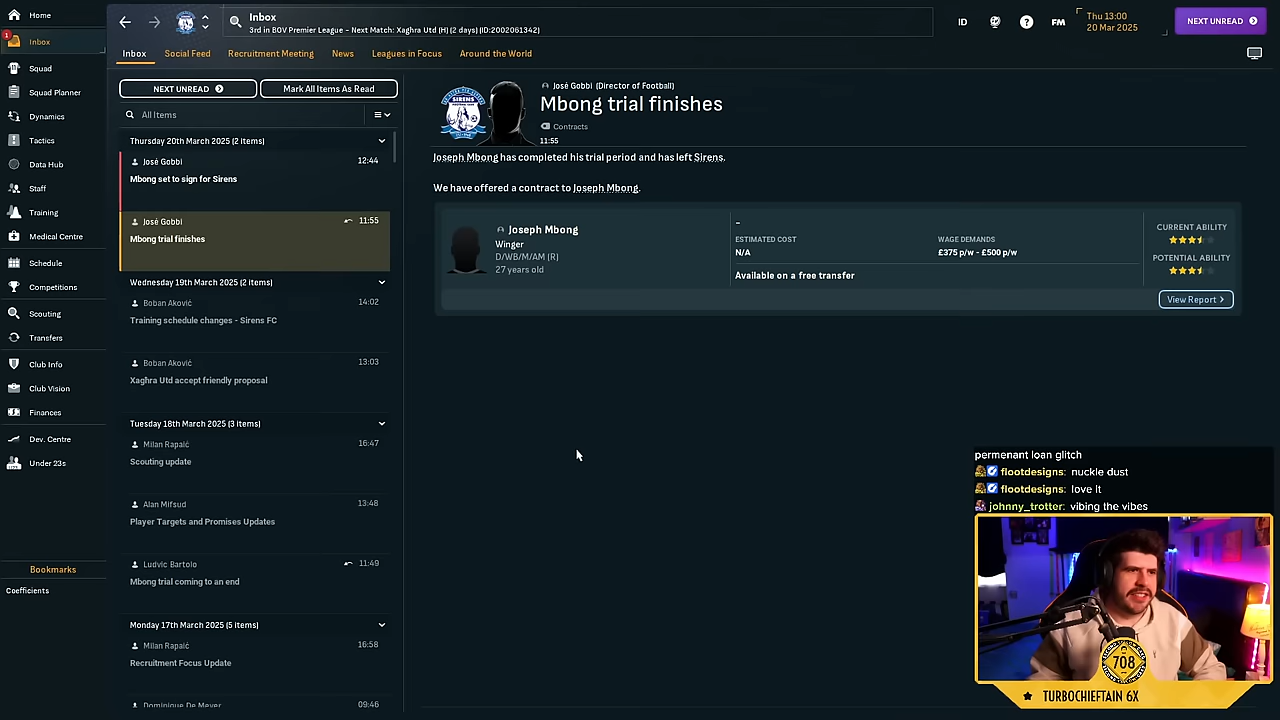 Home
Inbox
3rd in BOV Premier League - Next Match: Xaghra Utd (H) (2 days) |ID:2002061342)
ID
FM
Thu 13:00
20 Mar 2025
NEXT UNREAD
1
Inbox
Squad
Squad Planner
Dynamics
Tactics
Data Hub
Staff
Training
Medical Centre
Schedule
Competitions
Scouting
Transfers
Club Info
Club Vision
Finances
Dev. Centre
Under 23s
Bookmarks
Coefficients
Inbox
Social Feed
Recruitment Meeting
News
Leagues in Focus
Around the World
NEXT UNREAD
Mark All Items As Read
All Items
Thursday 20th March 2025 (2 items)
José Gobbi 12:44
Mbong set to sign for Sirens
José Gobbi 11:55
Mbong trial finishes
Wednesday 19th March 2025 (2 items)
Boban Aković 14:02
Training schedule changes - Sirens FC
Boban Aković 13:03
Xaghra Utd accept friendly proposal
Tuesday 18th March 2025 (3 items)
Milan Rapaić 16:47
Scouting update
Alan Mifsud 13:48
Player Targets and Promises Updates
Ludvic Bartolo 11:49
Mbong trial coming to an end
Monday 17th March 2025 (5 items)
Milan Rapaić 16:58
Recruitment Focus Update
Dominique De Meyer 09:46
SIRENS
José Gobbi (Director of Football)
Mbong trial finishes
Contracts
11:55
Joseph Mbong has completed his trial period and has left Sirens.
We have offered a contract to Joseph Mbong.
Joseph Mbong
Winger
D/WB/M/AM (R)
27 years old
-
ESTIMATED COST
N/A
WAGE DEMANDS
£375 p/w - £500 p/w
Available on a free transfer
CURRENT ABILITY
POTENTIAL ABILITY
View Report
permenant loan glitch
flootdesigns: nuckle dust
flootdesigns: love It
johnny_trotter: vibing the vibes
708
TURBOCHIEFTAIN 6X